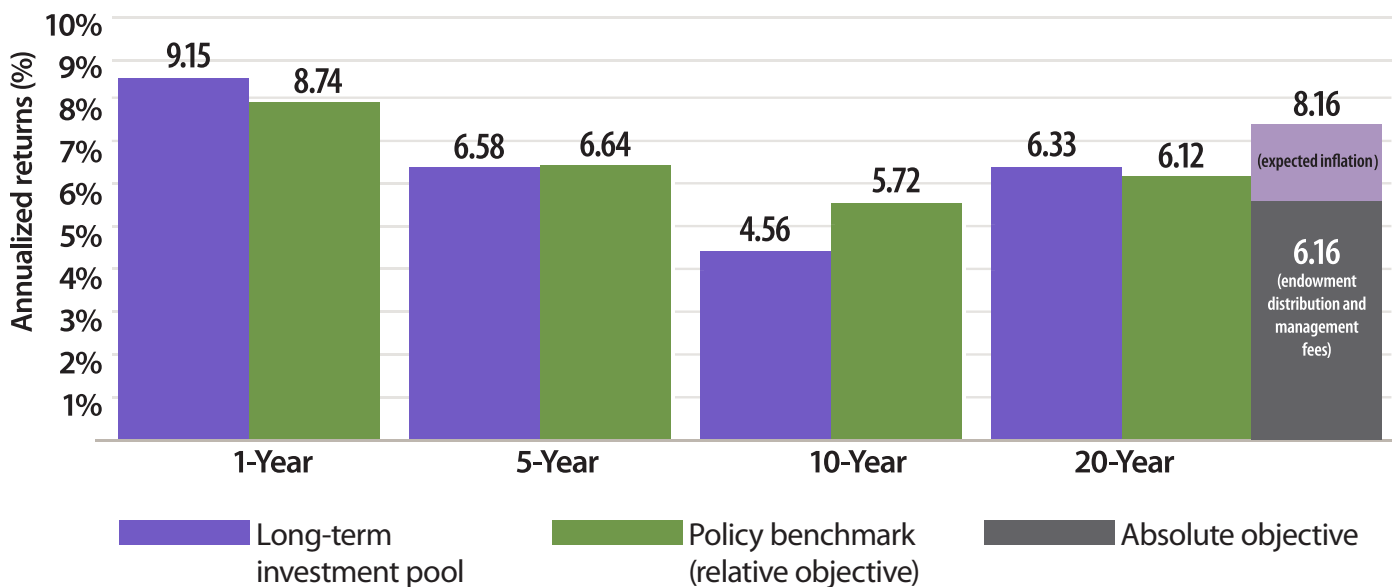 Annualized returns (%)
10%
9%
8%
7%
6%
5%
4%
3%
2%
1%
9.15
8.74
6.58
6.64
4.56
5.72
6.33
6.12
8.16
(expected inflation)
6.16
(endowment
distribution and
management
fees)
1-Year
5-Year
10-Year
20-Year
Long-term
investment pool
Policy benchmark
(relative objective)
Absolute objective